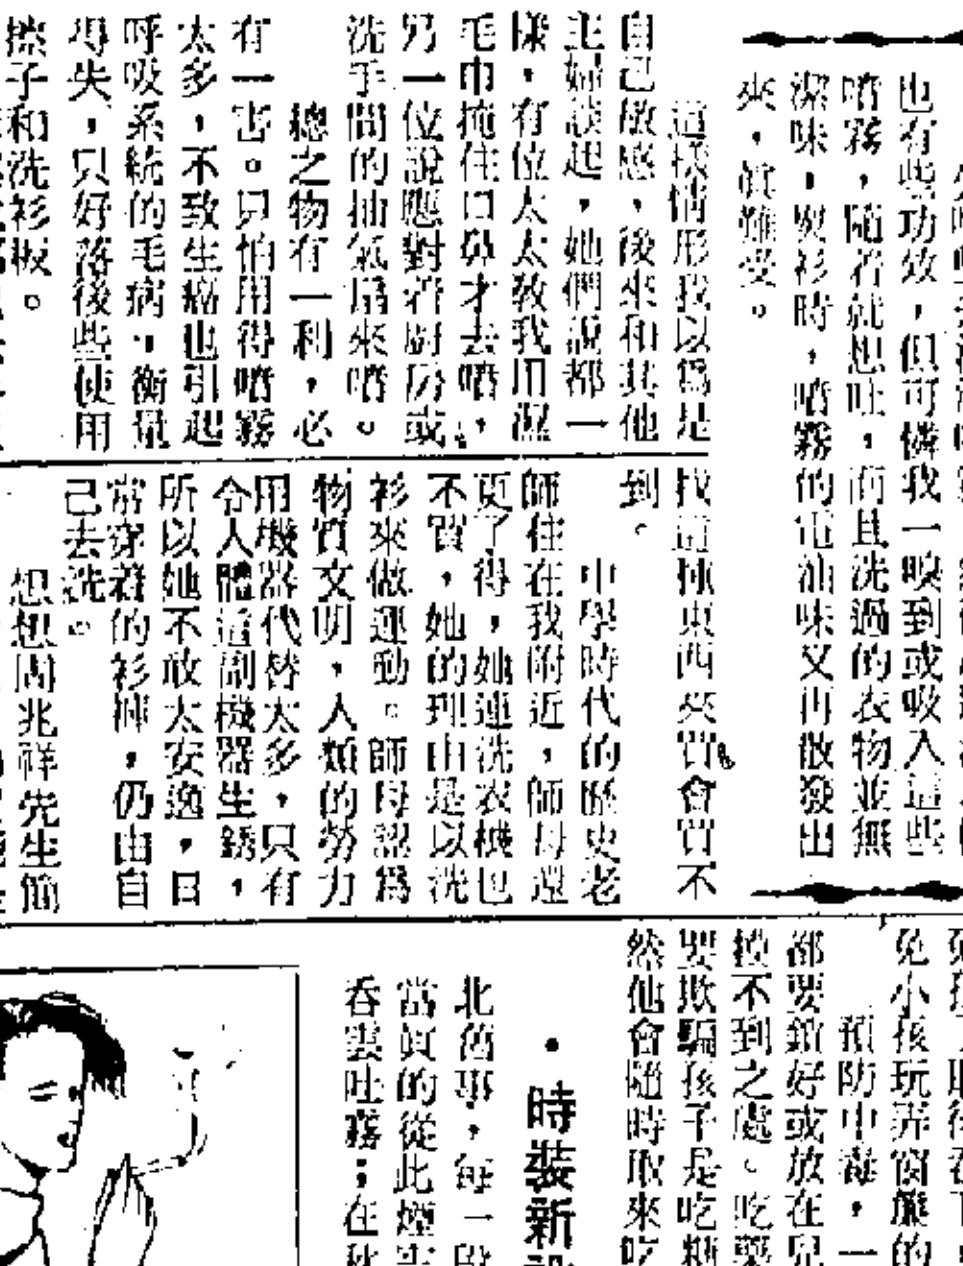 也有些功效，但可憐我一嗅到或吸入這些
噴霧，隨着就想吐，而且洗過的衣物並無
潔味，熨衫時，噴霧的電油味又再散發出
來，眞難受。
這樣情形我以爲是
自己敏感，後來和其他
主婦談起，她們說都一
樣，有位太太敎我用濕
毛巾掩住口鼻才去噴，
另一位說應對着廚房或
洗手間的抽氣扇來噴。
總之物有一利，必
有一害。只怕用得噴霧
太多，不致生癌也引起
呼吸系統的毛病，衡量
得失，只好落後些使用
擦子和洗衫板。
找這種東西來買會買不
到。
中學時代的歷史老
師住在我附近，師母還
更了得，她連洗衣機也
不買，她的理由是以洗
衫來做運動。師母認爲
物質文明，人類的勞力
用機器代替太多，只有
令人體這副機器生銹，
所以她不敢太安逸，日
常穿着的衫褲，仍由自
己去洗。
想想周兆祥先生簡
免小孩玩弄窗簾的
預防中毒，一
都要鎖好或放在兒
摸不到之處。吃藥
要欺騙孩子是吃糖
然他會隨時取來吃
•時裝新
北舊事，每一段
當眞的從此煙
吞雲吐霧；在秋